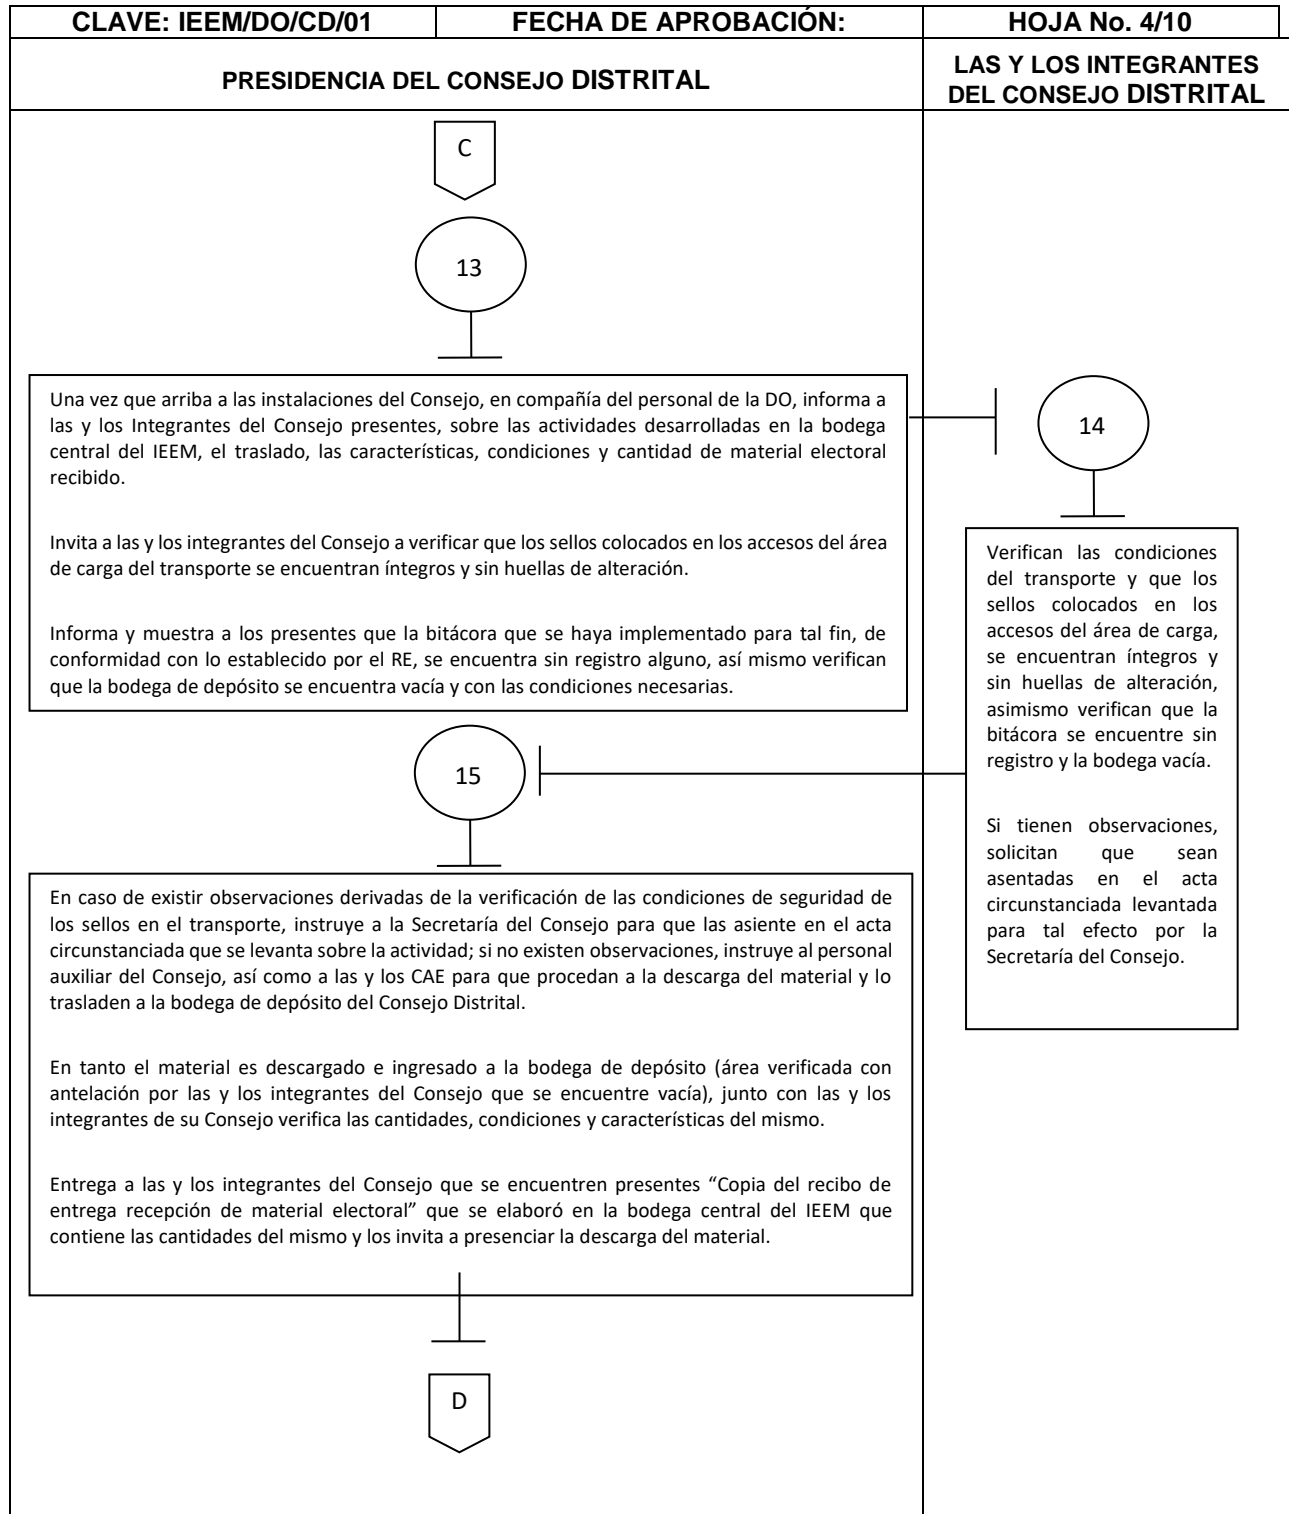 CLAVE: IEEM/DO/CD/01
FECHA DE APROBACIÓN:
HOJA No. 4/10
PRESIDENCIA DEL CONSEJO DISTRITAL
LAS Y LOS INTEGRANTES
DEL CONSEJO DISTRITAL
C
13
Una vez que arriba a las instalaciones del Consejo, en compañía del personal de la DO, informa a
las y los Integrantes del Consejo presentes, sobre las actividades desarrolladas en la bodega
central del IEEM, el traslado, las características, condiciones y cantidad de material electoral
recibido.
Invita a las y los integrantes del Consejo a verificar que los sellos colocados en los accesos del área
de carga del transporte se encuentran íntegros y sin huellas de alteración.
Informa y muestra a los presentes que la bitácora que se haya implementado para tal fin, de
conformidad con lo establecido por el RE, se encuentra sin registro alguno, así mismo verifican
que la bodega de depósito se encuentra vacía y con las condiciones necesarias.
14
Verifican las condiciones
del transporte y que los
sellos colocados en los
accesos del área de carga,
se encuentran íntegros y
sin huellas de alteración,
asimismo verifican que la
bitácora se encuentre sin
registro y la bodega vacía.
Si tienen observaciones,
solicitan que sean
asentadas en el acta
circunstanciada levantada
para tal efecto por la
Secretaría del Consejo.
15
En caso de existir observaciones derivadas de la verificación de las condiciones de seguridad de
los sellos en el transporte, instruye a la Secretaría del Consejo para que las asiente en el acta
circunstanciada que se levanta sobre la actividad; si no existen observaciones, instruye al personal
auxiliar del Consejo, así como a las y los CAE para que procedan a la descarga del material y lo
trasladen a la bodega de depósito del Consejo Distrital.
En tanto el material es descargado e ingresado a la bodega de depósito (área verificada con
antelación por las y los integrantes del Consejo que se encuentre vacía), junto con las y los
integrantes de su Consejo verifica las cantidades, condiciones y características del mismo.
Entrega a las y los integrantes del Consejo que se encuentren presentes “Copia del recibo de
entrega recepción de material electoral” que se elaboró en la bodega central del IEEM que
contiene las cantidades del mismo y los invita a presenciar la descarga del material.
D